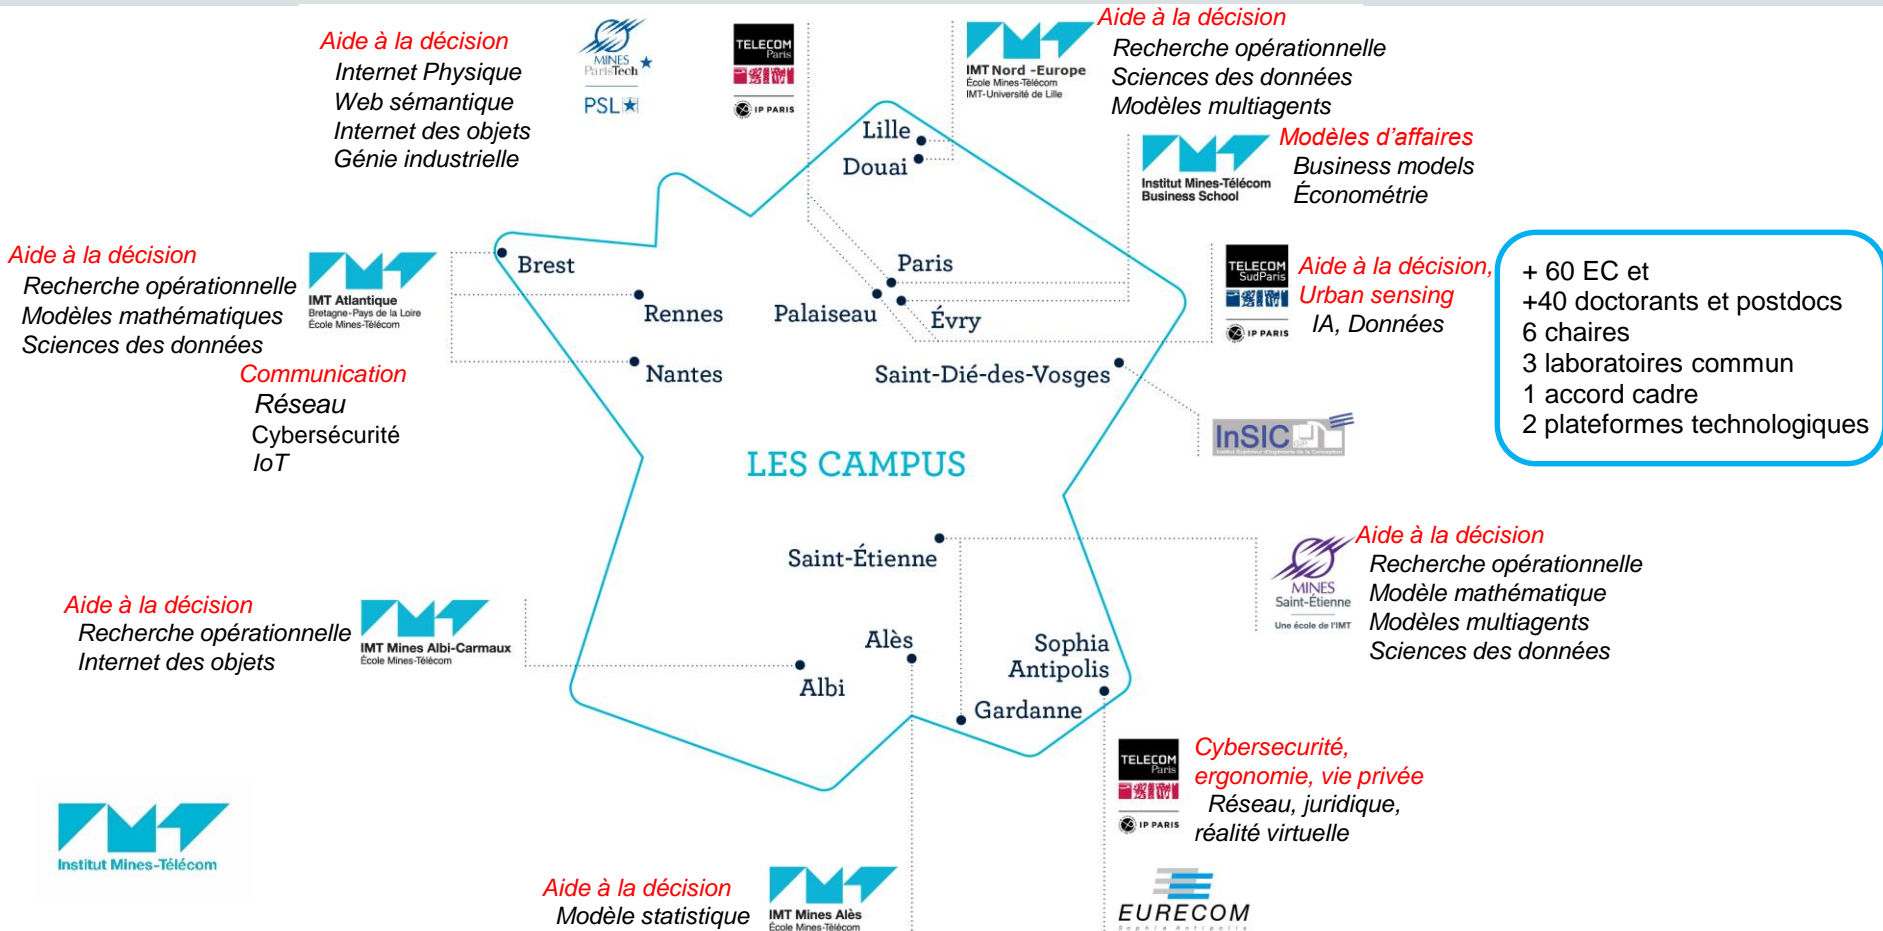 Aide à la décision
Internet Physique
Web sémantique
Internet des objets
Génie industrielle
MINES
ParisTech
PSL
TELECOM
Paris
IP PARIS
IMT Nord -Europe
École Mines-Télécom
IMT-Université de Lille
Aide à la décision
Recherche opérationnelle
Sciences des données
Modèles multiagents
Institut Mines-Télécom
Business School
Modèles d'affaires
Business models
Économétrie
Lille
Douai
Aide à la décision
Recherche opérationnelle
Modèles mathématiques
Sciences des données
IMT Atlantique
Bretagne-Pays de la Loire
École Mines-Télécom
Communication
Réseau
Cybersécurité
IoT
Brest
Rennes
Nantes
Paris
Palaiseau
Évry
Saint-Dié-des-Vosges
TELECOM
SudParis
IP PARIS
Aide à la décision,
Urban sensing
IA, Données
+ 60 EC et
+40 doctorants et postdocs
6 chaires
3 laboratoires commun
1 accord cadre
2 plateformes technologiques
InSIC
Institut Supérieur d'Ingénierie de la Conception
LES CAMPUS
Saint-Étienne
MINES
Saint-Étienne
Une école de l'IMT
Aide à la décision
Recherche opérationnelle
Modèle mathématique
Modèles multiagents
Sciences des données
Aide à la décision
Recherche opérationnelle
Internet des objets
IMT Mines Albi-Carmaux
École Mines-Télécom
Albi
Alès
Sophia
Antipolis
Gardanne
TELECOM
Paris
IP PARIS
Cybersecurité,
ergonomie, vie privée
Réseau, juridique,
réalité virtuelle
Institut Mines-Télécom
Aide à la décision
Modèle statistique
IMT Mines Alès
École Mines-Télécom
EURECOM
Sophia Antipolis